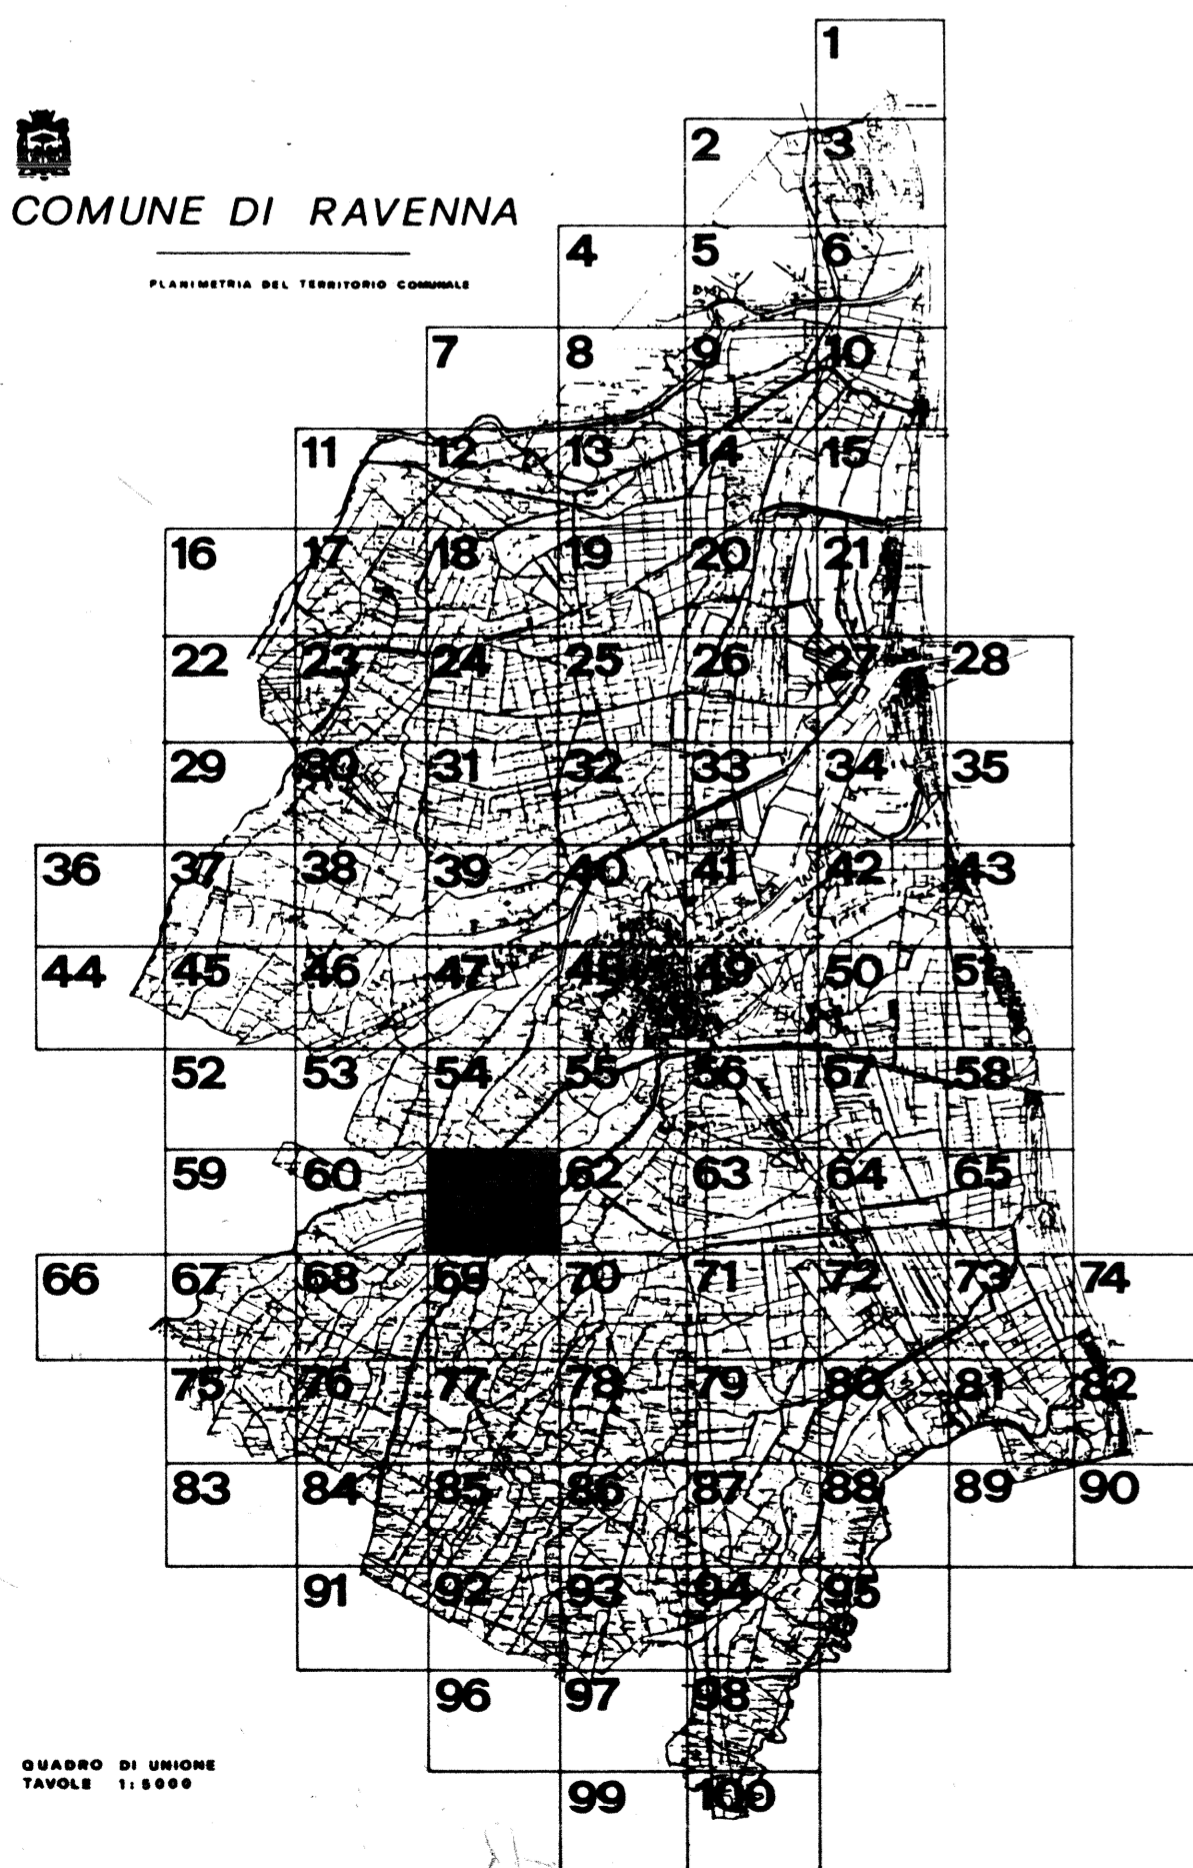 1
2 3
COMUNE DI RAVENNA
4 5 6
PLANIMETRIA DEL TERRITORIO COMUNALE
7 8 9 10
11 12 13 14 15
16 17 18 19 20 21
22 23 24 25 26 27 28
29 30 31 32 33 34 35
36 37 38 39 40 41 42 43
44 45 46 47 48 49 50 51
52 53 54 55 56 57 58
59 60 62 63 64 65
66 67 68 69 70 71 72 73 74
75 76 77 78 79 80 81 82
83 84 85 86 87 88 89 90
91 92 93 94 95
96 97 98
QUADRO DI UNIONE
TAVOLE 1:5000
99 100